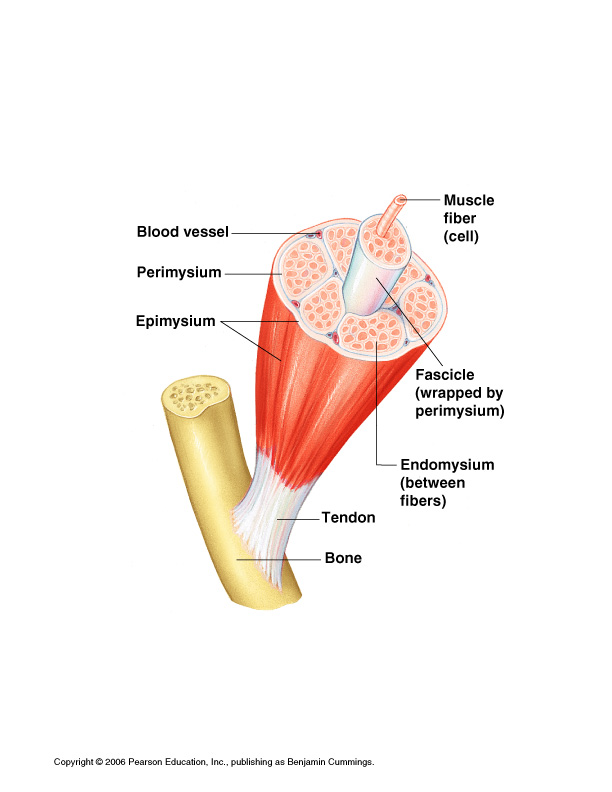 Muscle
fiber
(cell)
Blood vessel
Perimysium
Epimysium
Fascicle
(wrapped by
perimysium)
Endomysium
(between
fibers)
Tendon
Bone
Copyright © 2006 Pearson Education, Inc., publishing as Benjamin Cummings.